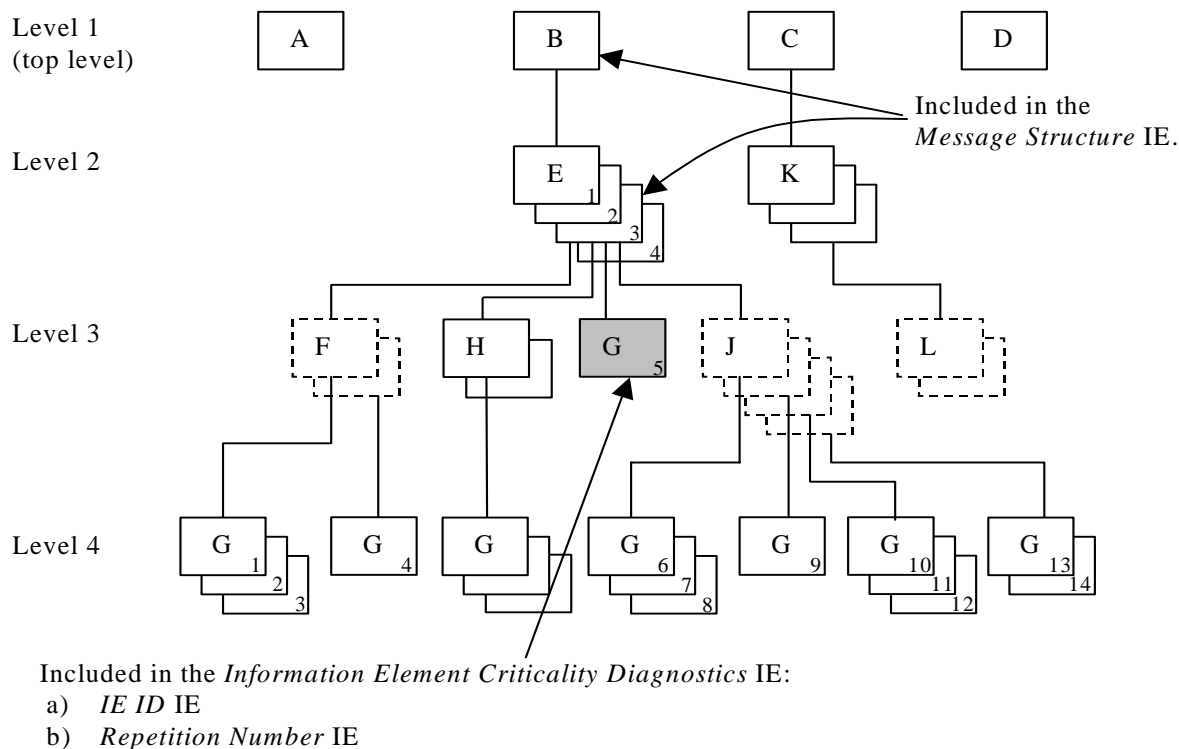 Level 1
(top level)
A
B
C
D
Included in the
Message Structure IE.
Level 2
E
1
2
3
4
K
Level 3
F
H
G
5
J
L
Level 4
G
1
2
3
G
4
G
G
6
7
8
G
9
G
10
11
12
G
13
14
Included in the Information Element Criticality Diagnostics IE:
a) IE ID IE
b) Repetition Number IE